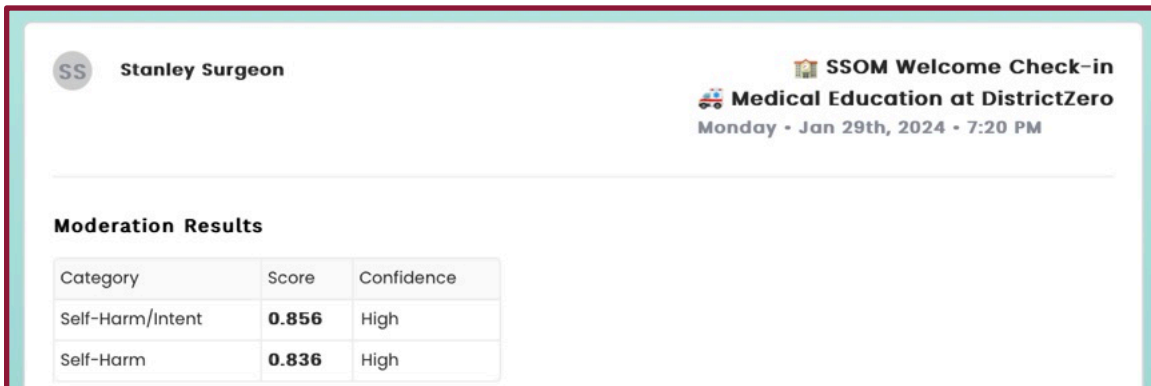 SS Stanley Surgeon
🏫 SSOM Welcome Check-in
🚑 Medical Education at DistrictZero
Monday • Jan 29th, 2024 • 7:20 PM
Moderation Results
Category Score Confidence
Self-Harm/Intent 0.856 High
Self-Harm 0.836 High